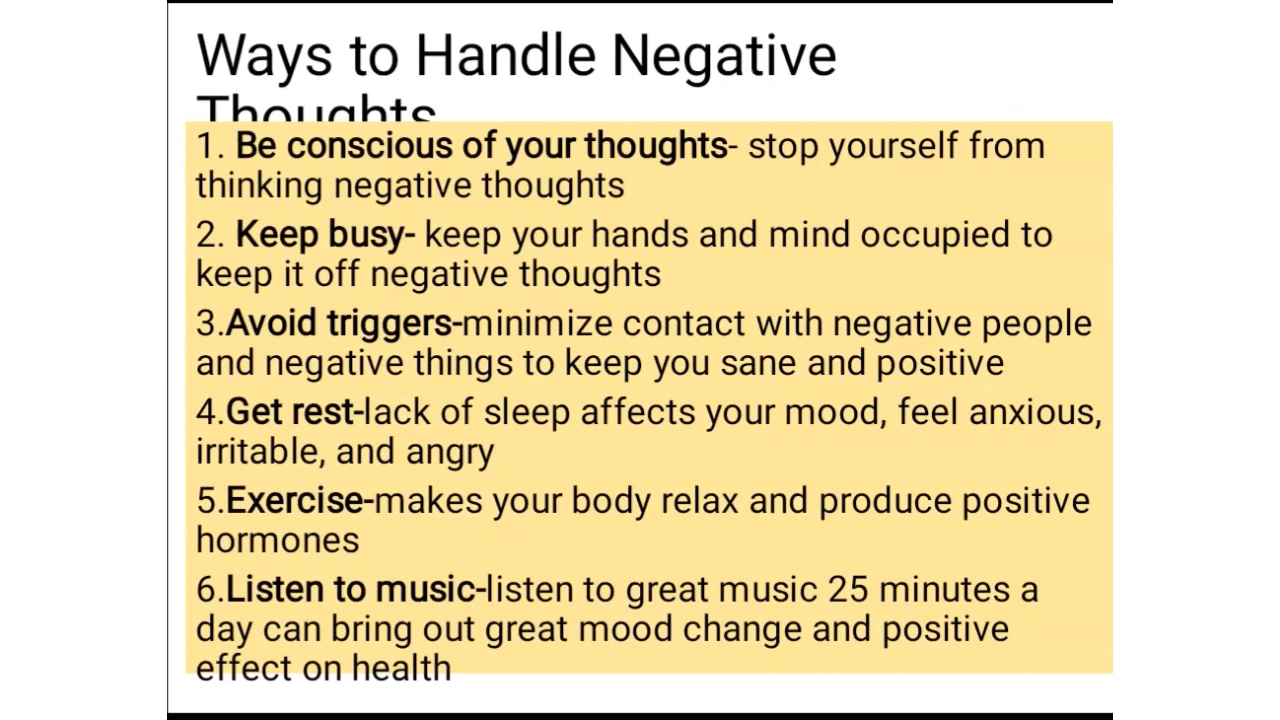 Ways to Handle Negative
Thoughts
1. Be conscious of your thoughts- stop yourself from
thinking negative thoughts
2. Keep busy- keep your hands and mind occupied to
keep it off negative thoughts
3.Avoid triggers-minimize contact with negative people
and negative things to keep you sane and positive
4.Get rest-lack of sleep affects your mood, feel anxious,
irritable, and angry
5.Exercise-makes your body relax and produce positive
hormones
6.Listen to music-listen to great music 25 minutes a
day can bring out great mood change and positive
effect on health